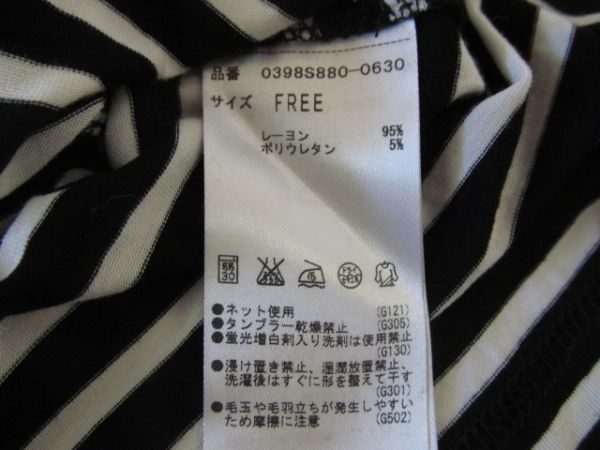 品番 0398S880-0630
サイズ FREE
レーヨン 95%
ポリウレタン 5%
●ネット使用 (G121)
●タンブラー乾燥禁止 (G305)
●蛍光増白剤入り洗剤は使用禁止 (G130)
●浸け置き禁止、湿潤放置禁止、
洗濯後はすぐに形を整えて干す (G301)
●毛玉や毛羽立ちが発生しやすい
ため摩擦に注意 (G502)